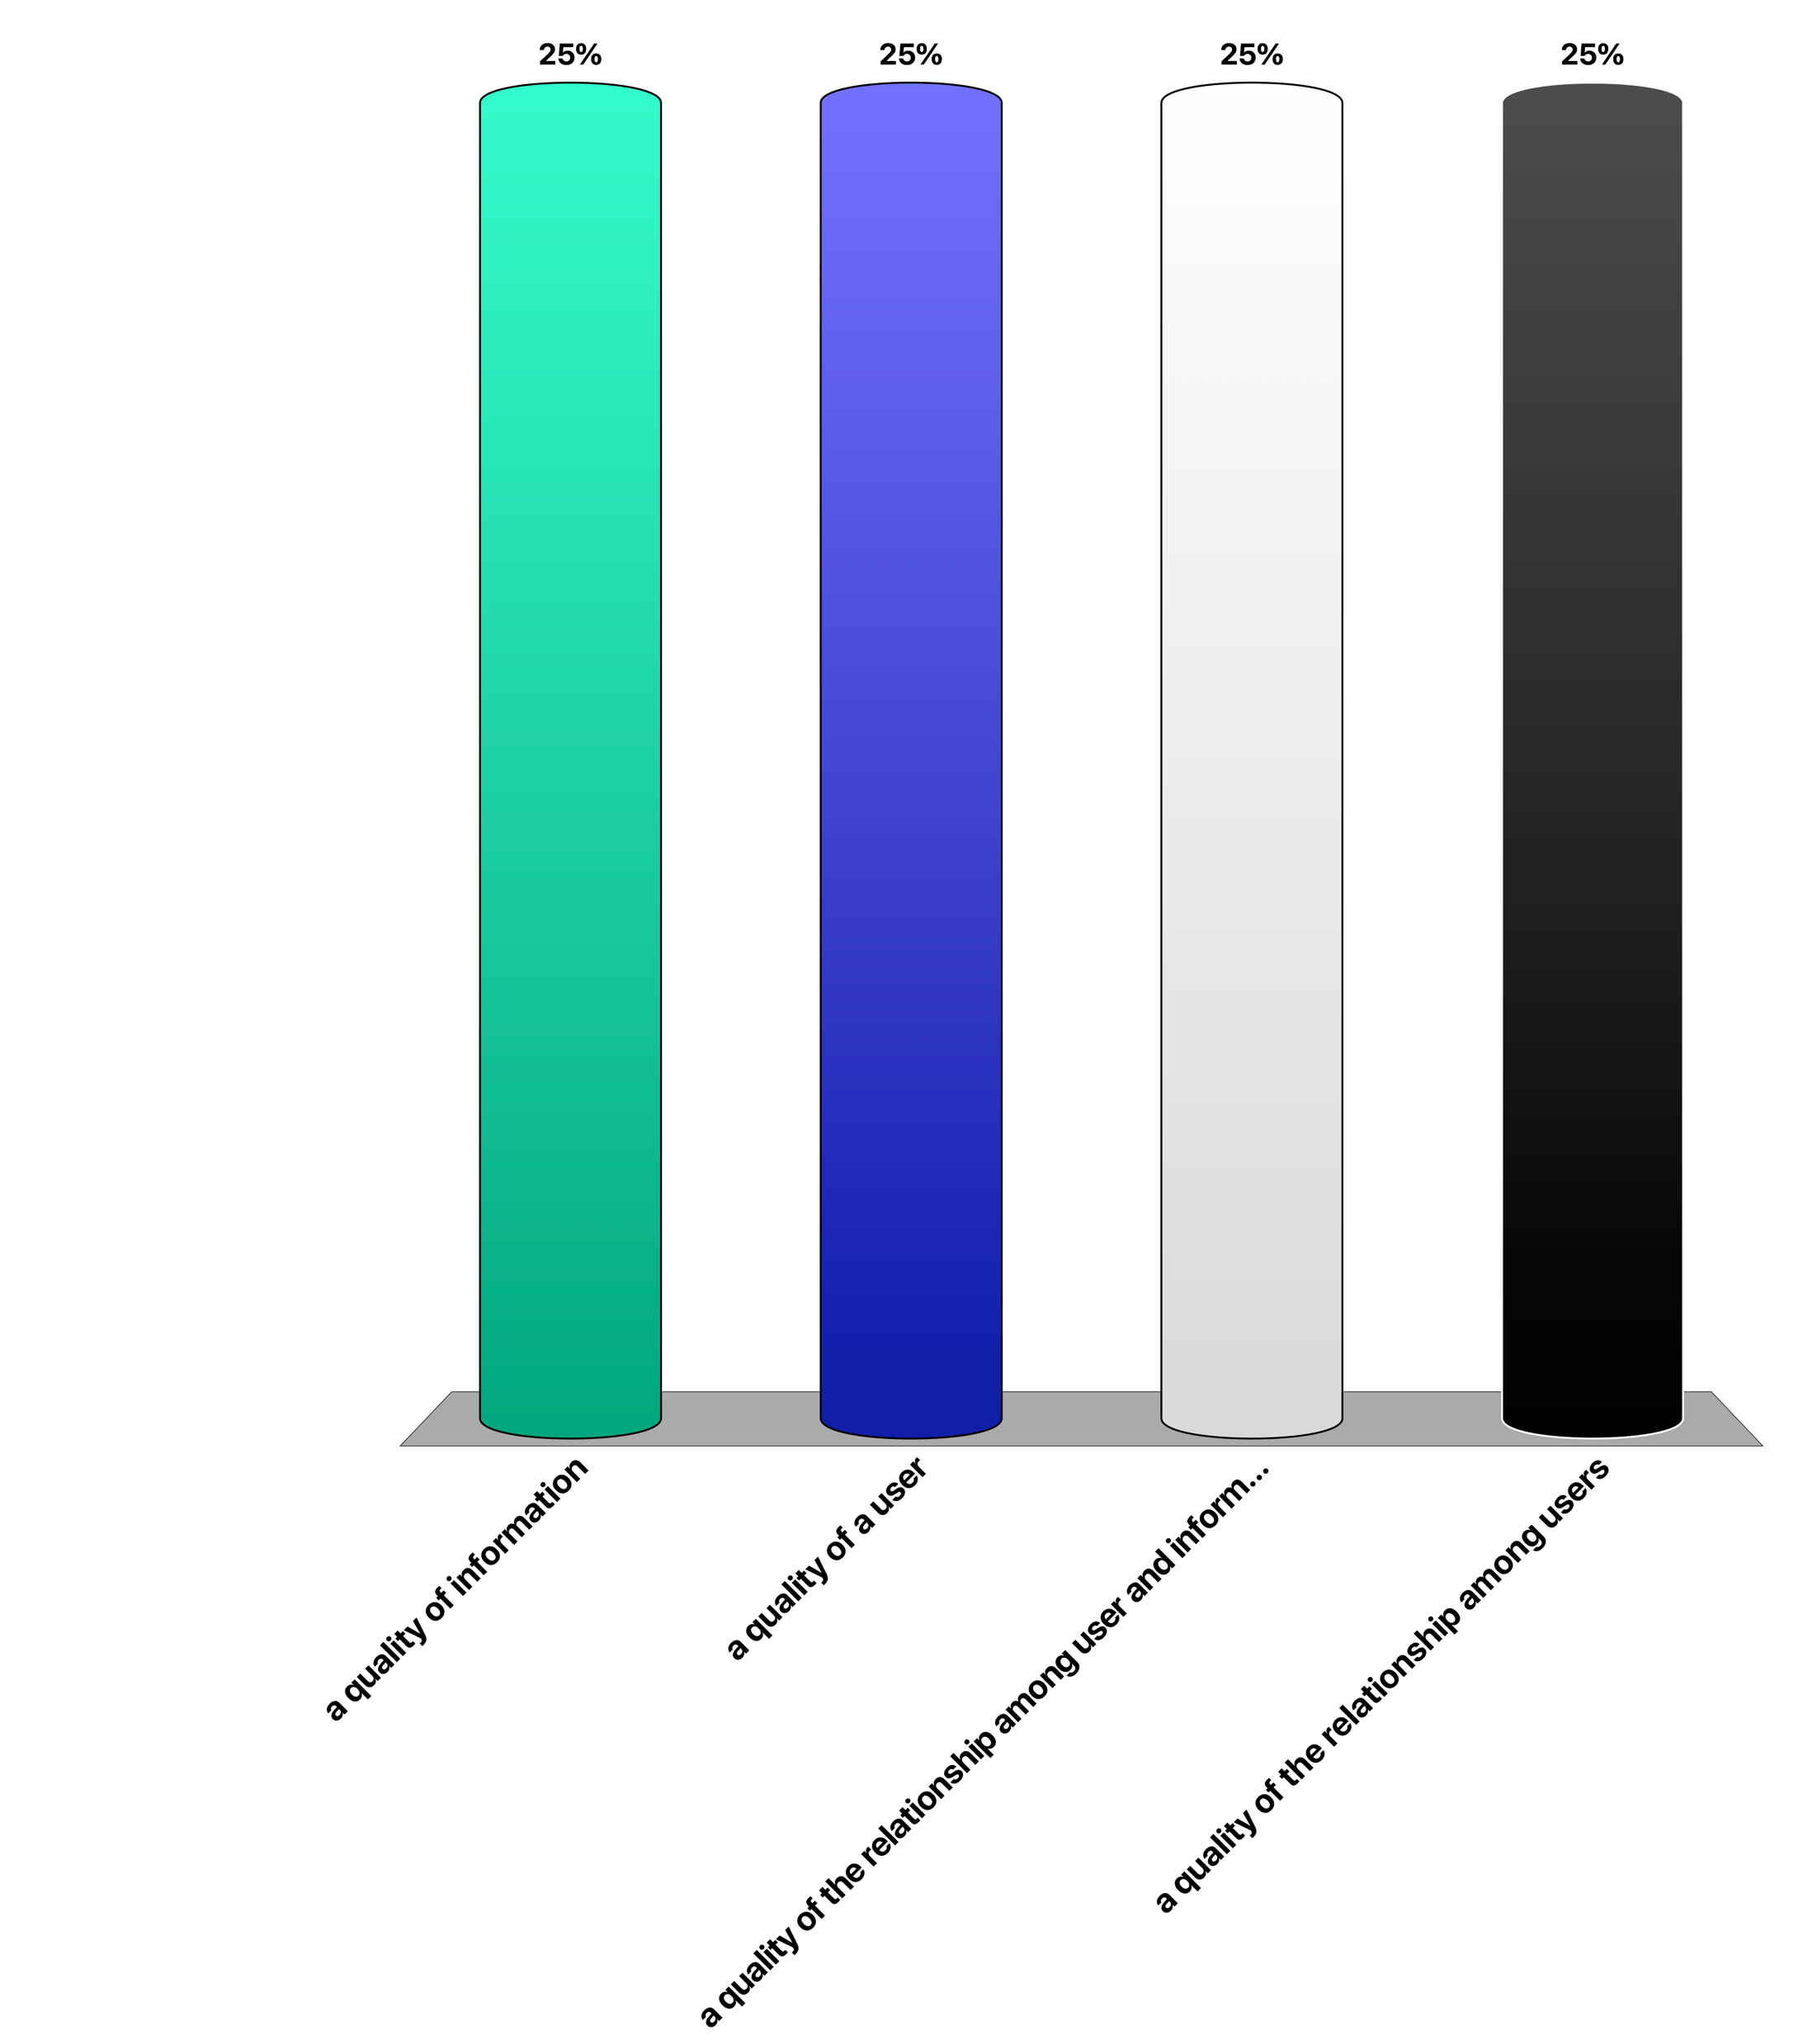 25%
25%
25%
25%
a quality of information
a quality of a user
a quality of the relationship among user and inform...
a quality of the relationship among users